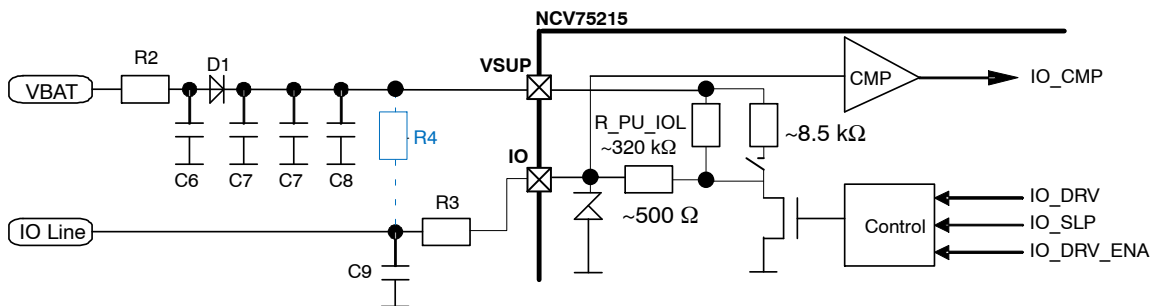 NCV75215
R2
D1
VSUP
VBAT
CMP
IO_CMP
R4
R_PU_IOL
~320 kΩ
~8.5 kΩ
IO
C6
C7
C7
C8
~500 Ω
R3
IO Line
C9
Control
IO_DRV
IO_SLP
IO_DRV_ENA